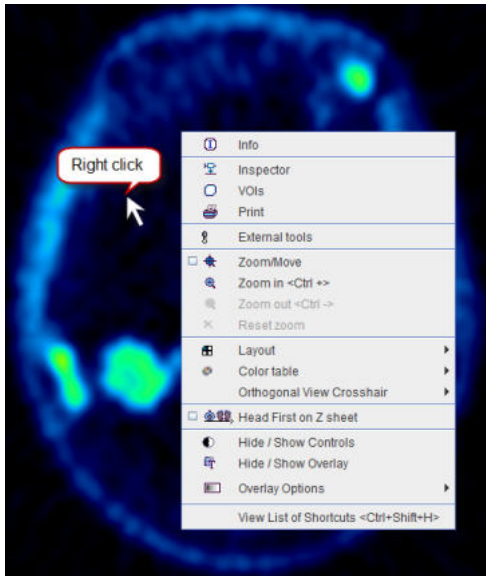 Right click
Info
Inspector
VOIs
Print
External tools
Zoom/Move
Zoom in <Ctrl +>
Zoom out <Ctrl ->
Reset zoom
Layout
Color table
Orthogonal View Crosshair
Head First on Z sheet
Hide / Show Controls
Hide / Show Overlay
Overlay Options
View List of Shortcuts <Ctrl+Shift+H>